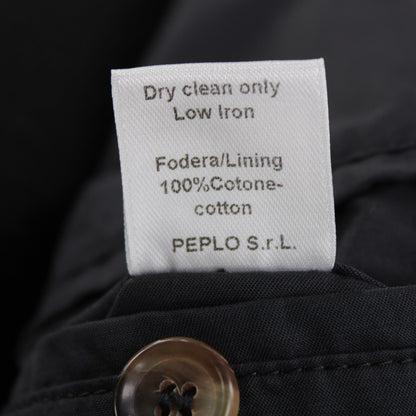 Dry clean only
Low Iron
Fodera/Lining
100%Cotone-
cotton
PEPLO S.r.L.